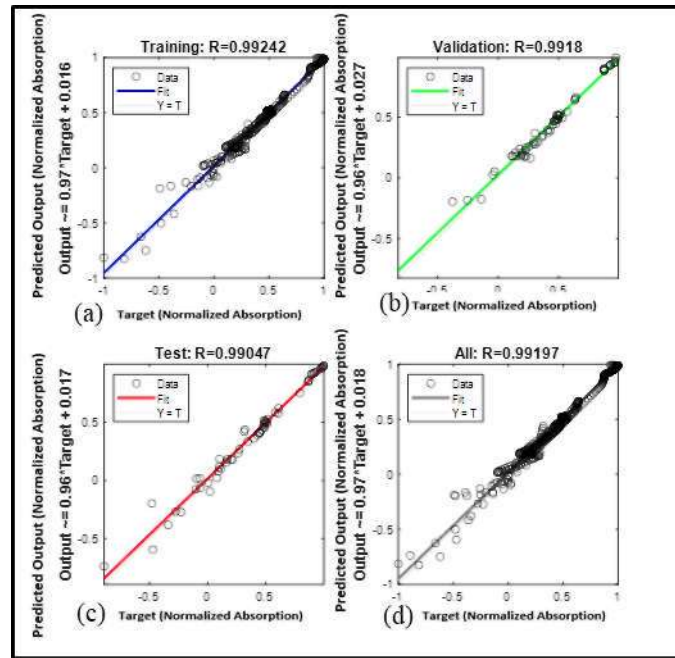 Training: R=0.99242
Predicted Output (Normalized Absorption)
Output ~= 0.97*Target + 0.016
Data
Fit
Y = T
1
0.5
0
-0.5
-1
-1
-0.5
0
0.5
1
(a)
Target (Normalized Absorption)
Validation: R=0.9918
Predicted Output (Normalized Absorption)
Output ~= 0.96*Target + 0.027
Data
Fit
Y = T
0.5
0
-0.5
-0.5
0
0.5
(b)
Target (Normalized Absorption)
Test: R=0.99047
Predicted Output (Normalized Absorption)
Output ~= 0.96*Target + 0.017
Data
Fit
Y = T
0.5
0
-0.5
-0.5
0
0.5
(c)
Target (Normalized Absorption)
All: R=0.99197
Predicted Output (Normalized Absorption)
Output ~= 0.97*Target + 0.018
Data
Fit
Y = T
1
0.5
0
-0.5
-1
-1
-0.5
0
0.5
1
(d)
Target (Normalized Absorption)